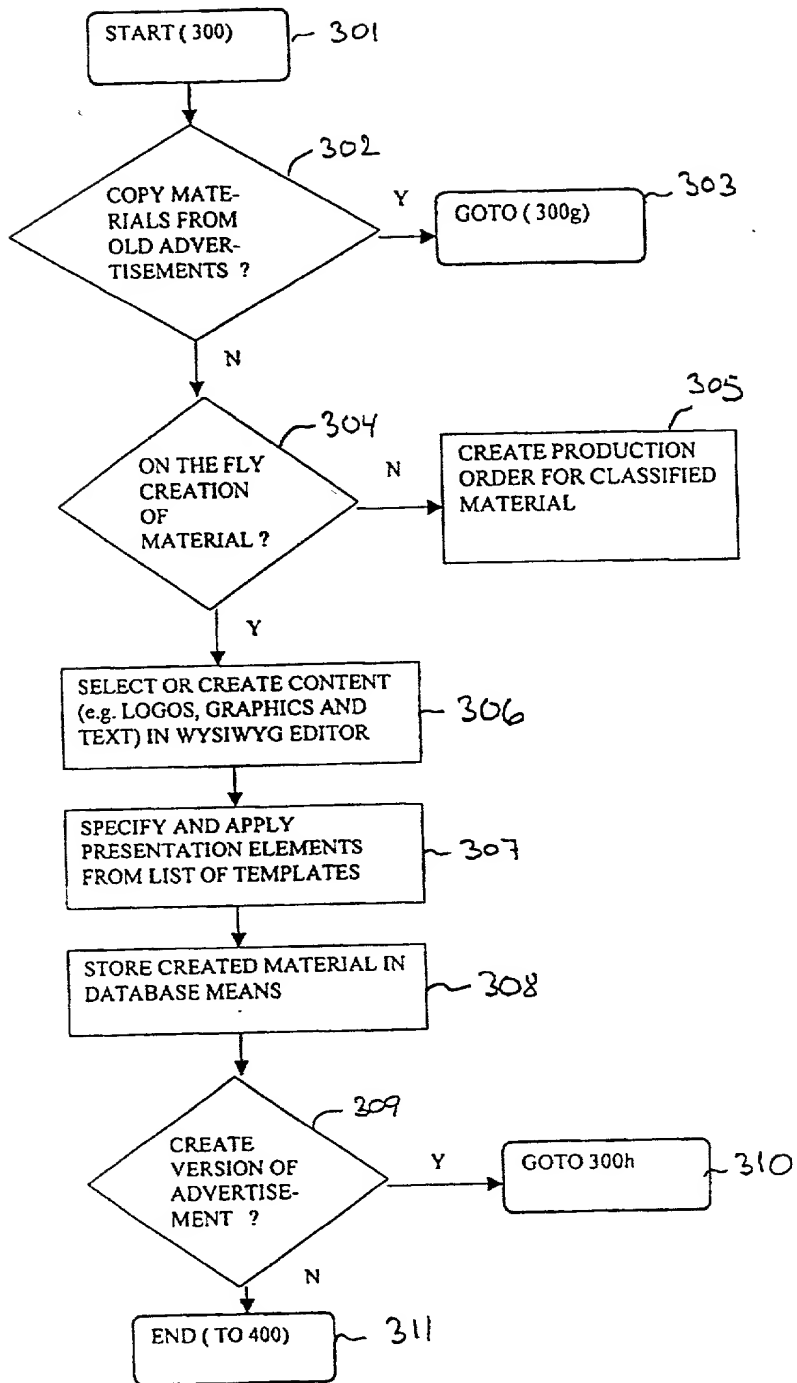 START ( 300)
301
302
COPY MATE-
RIALS FROM
OLD ADVER-
TISEMENTS ?
Y
303
GOTO ( 300g)
N
304
305
ON THE FLY
CREATION
OF
MATERIAL ?
N
CREATE PRODUCTION
ORDER FOR CLASSIFIED
MATERIAL
Y
SELECT OR CREATE CONTENT
(e.g. LOGOS, GRAPHICS AND
TEXT) IN WYSIWYG EDITOR
306
SPECIFY AND APPLY
PRESENTATION ELEMENTS
FROM LIST OF TEMPLATES
307
STORE CREATED MATERIAL IN
DATABASE MEANS
308
309
CREATE
VERSION OF
ADVERTISE-
MENT ?
Y
GOTO 300h
310
N
END ( TO 400)
311